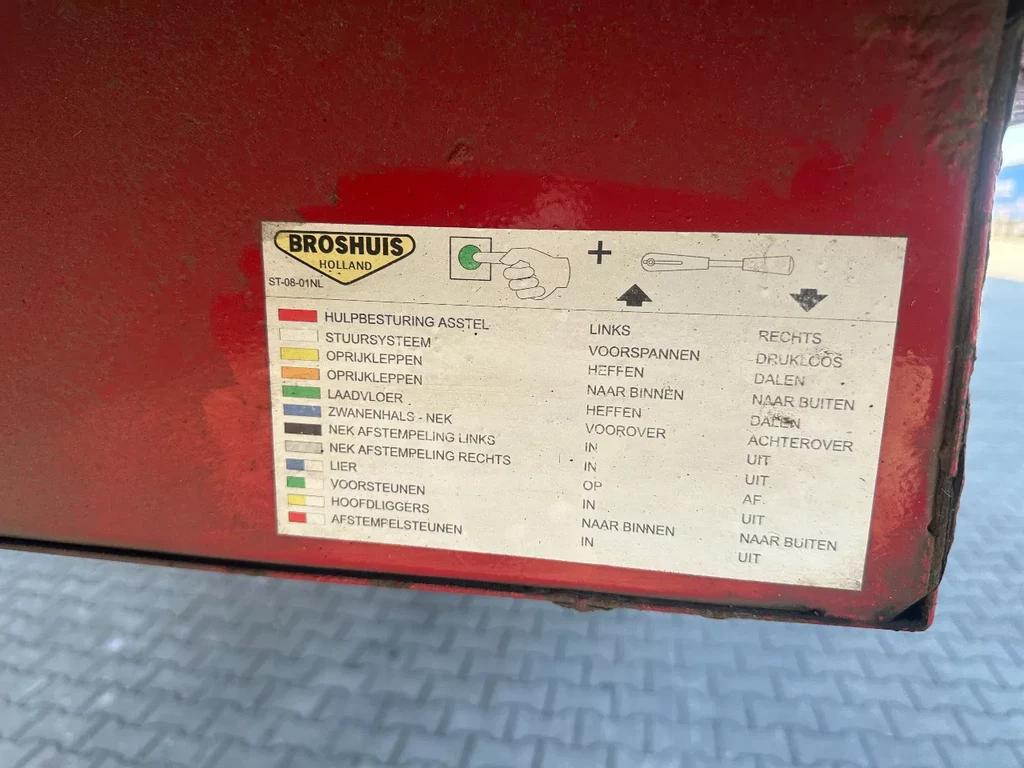 BROSHUIS
HOLLAND
ST-08-01NL
+
HULPBESTURING ASSTEL LINKS RECHTS
STUURSYSTEEM VOORSPANNEN DRUKLOOS
OPRIJKLEPPEN HEFFEN DALEN
OPRIJKLEPPEN NAAR BINNEN NAAR BUITEN
LAADVLOER HEFFEN DALEN
ZWANENHALS - NEK VOOROVER ACHTEROVER
NEK AFSTEMPELING LINKS IN UIT
NEK AFSTEMPELING RECHTS IN UIT
LIER OP AF
VOORSTEUNEN IN UIT
HOOFDLIGGERS NAAR BINNEN NAAR BUITEN
AFSTEMPELSTEUNEN IN UIT